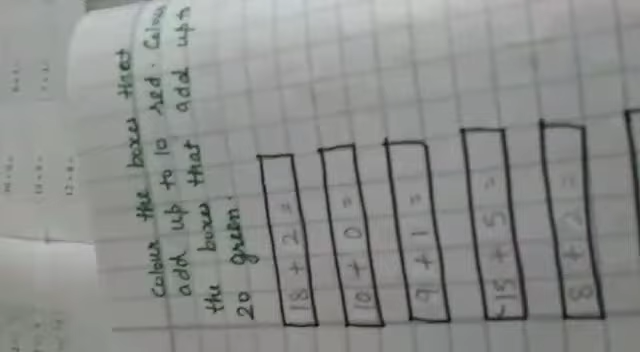 Colour the boxes that
add up to 10 red. Colour
the boxes that add up to
20 green.
18 + 2 =
10 + 0 =
9 + 1 =
15 + 5 =
8 + 2 =